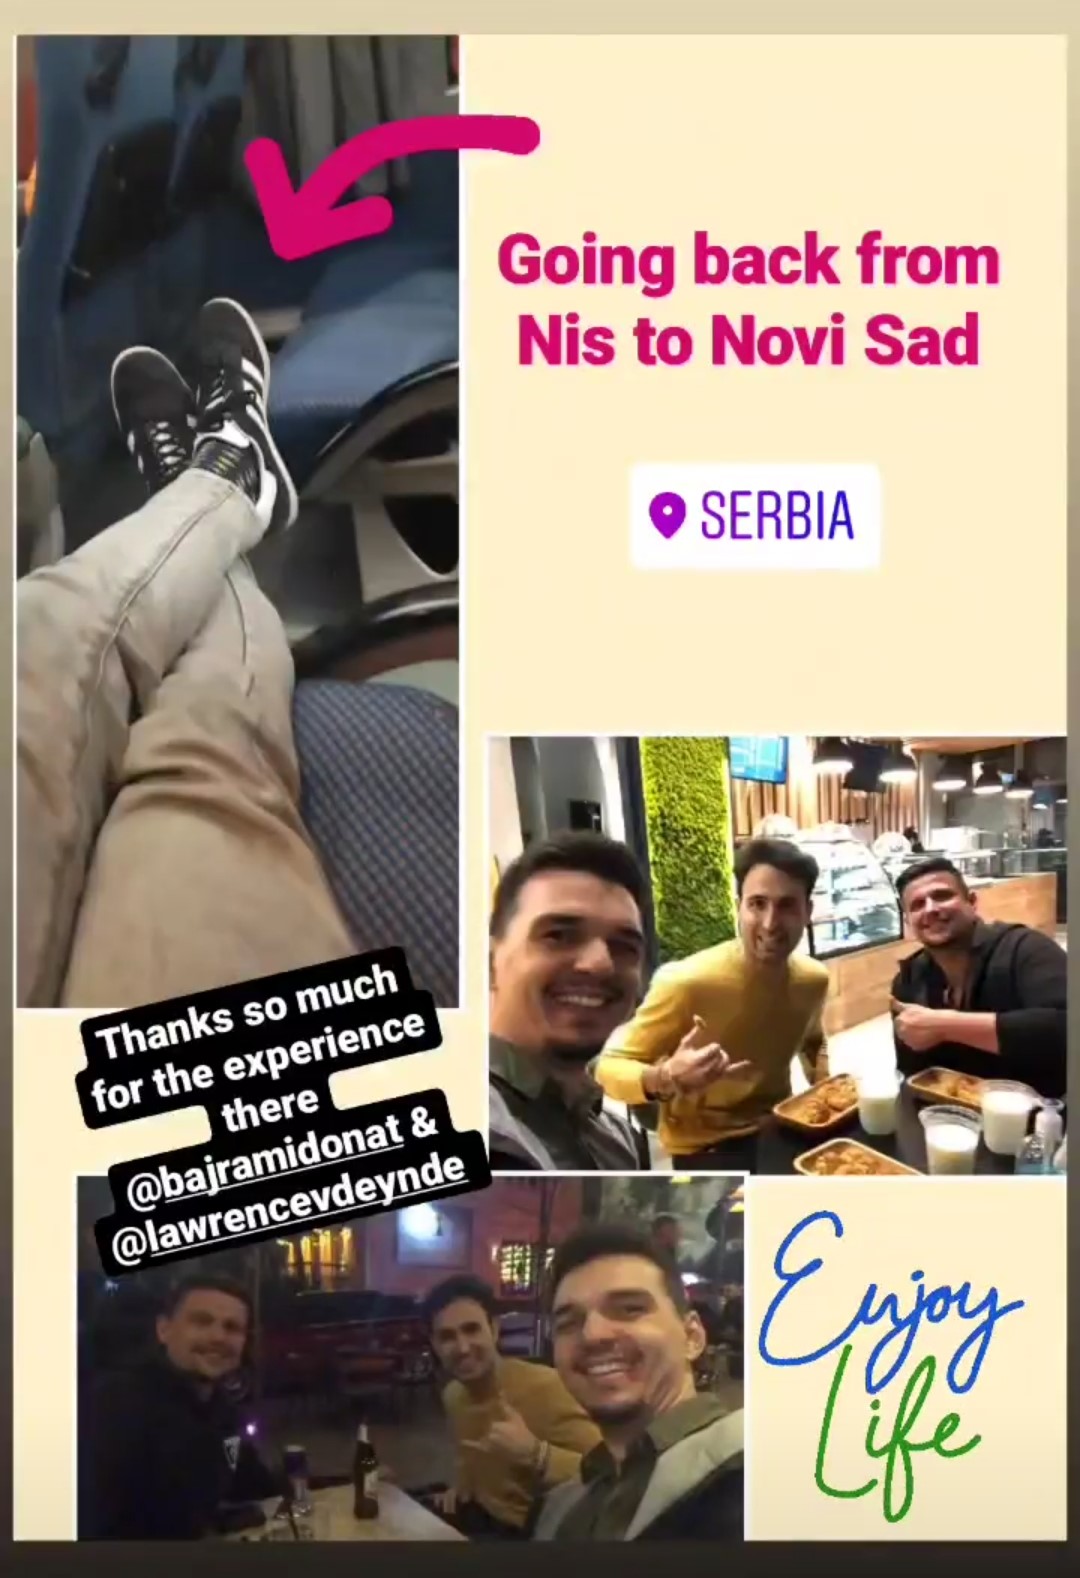 Going back from
Nis to Novi Sad
SERBIA
Thanks so much
for the experience
there
@bajramidonat &
@lawrencevdeynde
Enjoy
Life